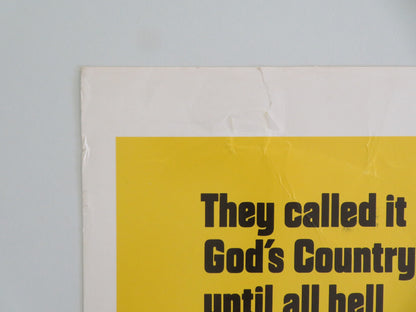 They called it
God's Country
until all hell